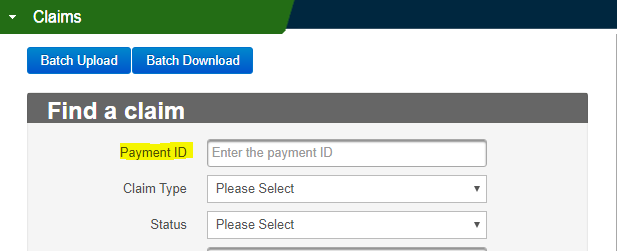 Claims
Batch Upload Batch Download
Find a claim
Payment ID Enter the payment ID
Claim Type Please Select
Status Please Select